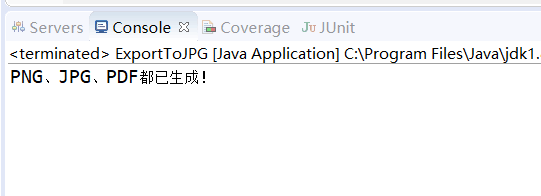 Servers Console Coverage JUnit
<terminated> ExportToJPG [Java Application] C:\Program Files\Java\jdk1.
PNG、JPG、PDF都已生成!